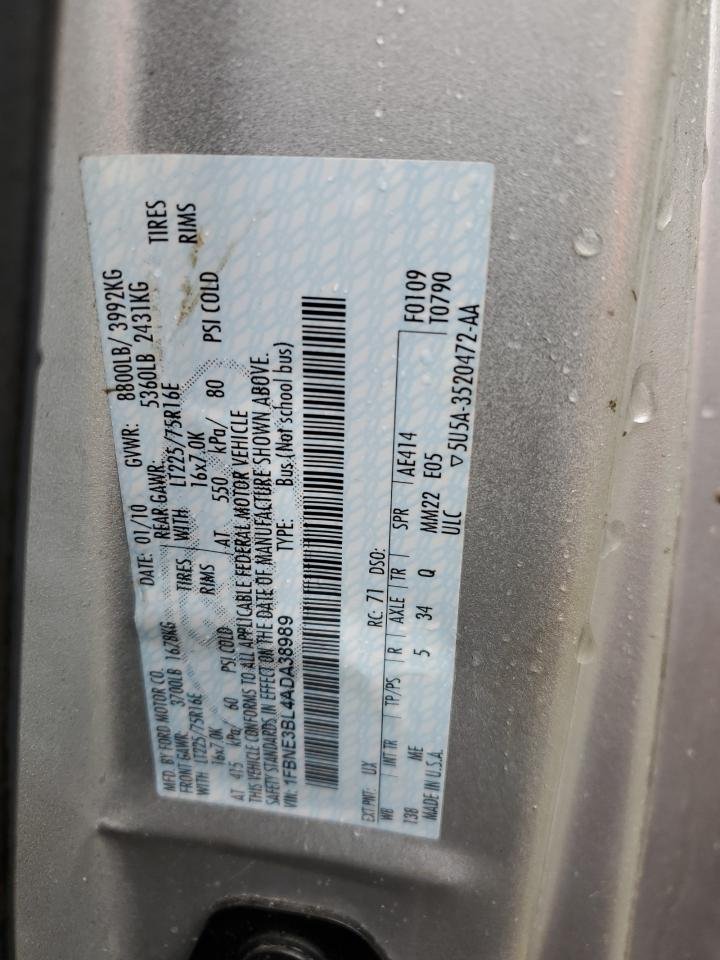 MFD. BY FORD MOTOR CO. DATE: 01/10 GVWR: 8800LB/ 3992KG
FRONT GAWR: 3700LB 1678KG REAR GAWR: 5360LB 2431KG
WITH LT225/75R16E TIRES WITH LT225/75R16E TIRES
16x7.0K RIMS 16x7.0K RIMS
AT 415 kPa/ 60 PSI COLD AT 550 kPa/ 80 PSI COLD
THIS VEHICLE CONFORMS TO ALL APPLICABLE FEDERAL MOTOR VEHICLE
SAFETY STANDARDS IN EFFECT ON THE DATE OF MANUFACTURE SHOWN ABOVE.
VIN: 1FBNE3BL4ADA38989 TYPE: Bus (Not school bus)
EXT PNT: UX RC: 71 DSO: F0109
WB INT TR TP/PS R AXLE TR SPR AE414 T0790
138 ME 5 34 Q MM22 E05
MADE IN U.S.A. ULC ▽5U5A-3520472-AA